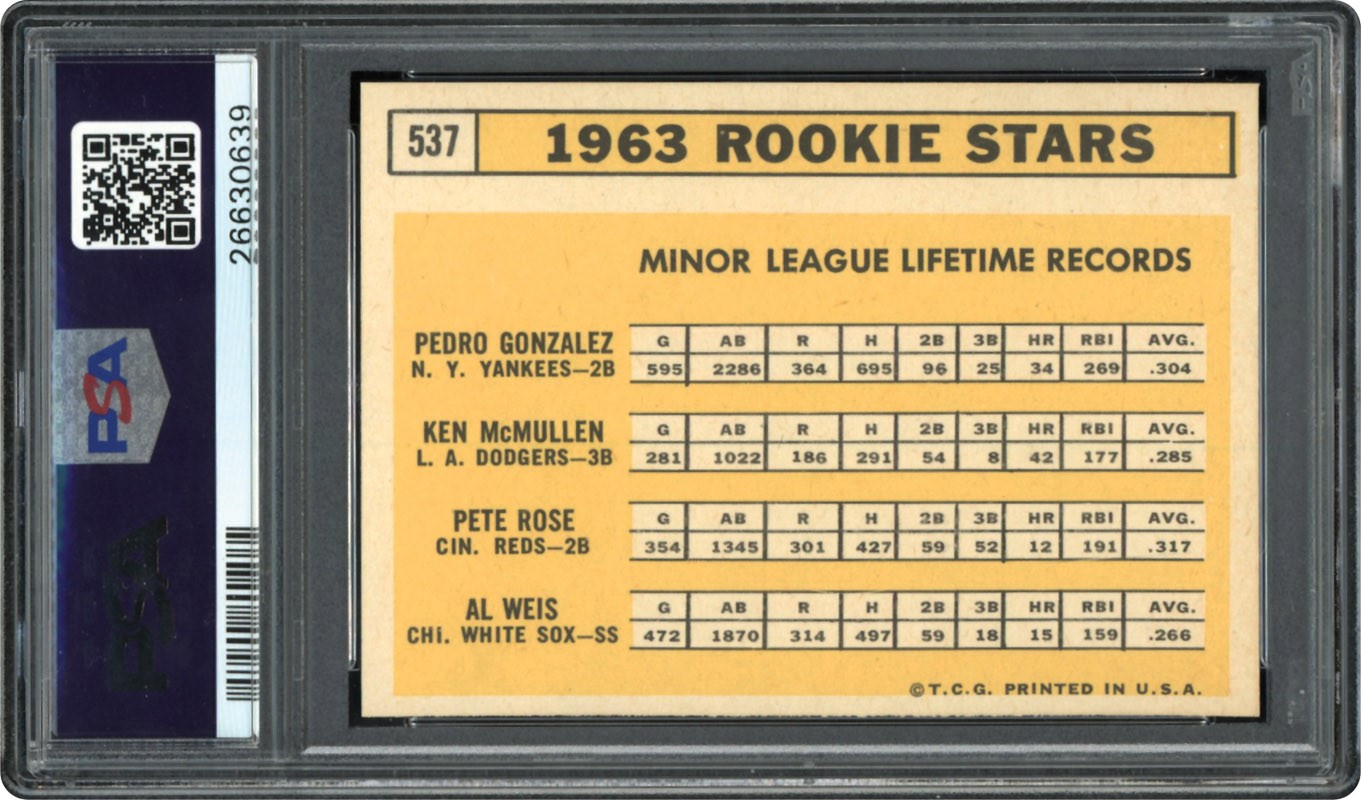 26630639
PSA
PSA
PSA
537 1963 ROOKIE STARS
MINOR LEAGUE LIFETIME RECORDS
PEDRO GONZALEZ G AB R H 2B 3B HR RBI AVG.
N. Y. YANKEES—2B 595 2286 364 695 96 25 34 269 .304
KEN McMULLEN G AB R H 2B 3B HR RBI AVG.
L. A. DODGERS—3B 281 1022 186 291 54 8 42 177 .285
PETE ROSE G AB R H 2B 3B HR RBI AVG.
CIN. REDS—2B 354 1345 301 427 59 52 12 191 .317
AL WEIS G AB R H 2B 3B HR RBI AVG.
CHi. WHITE SOX—SS 472 1870 314 497 59 18 15 159 .266
©T.C.G. PRINTED IN U.S.A.